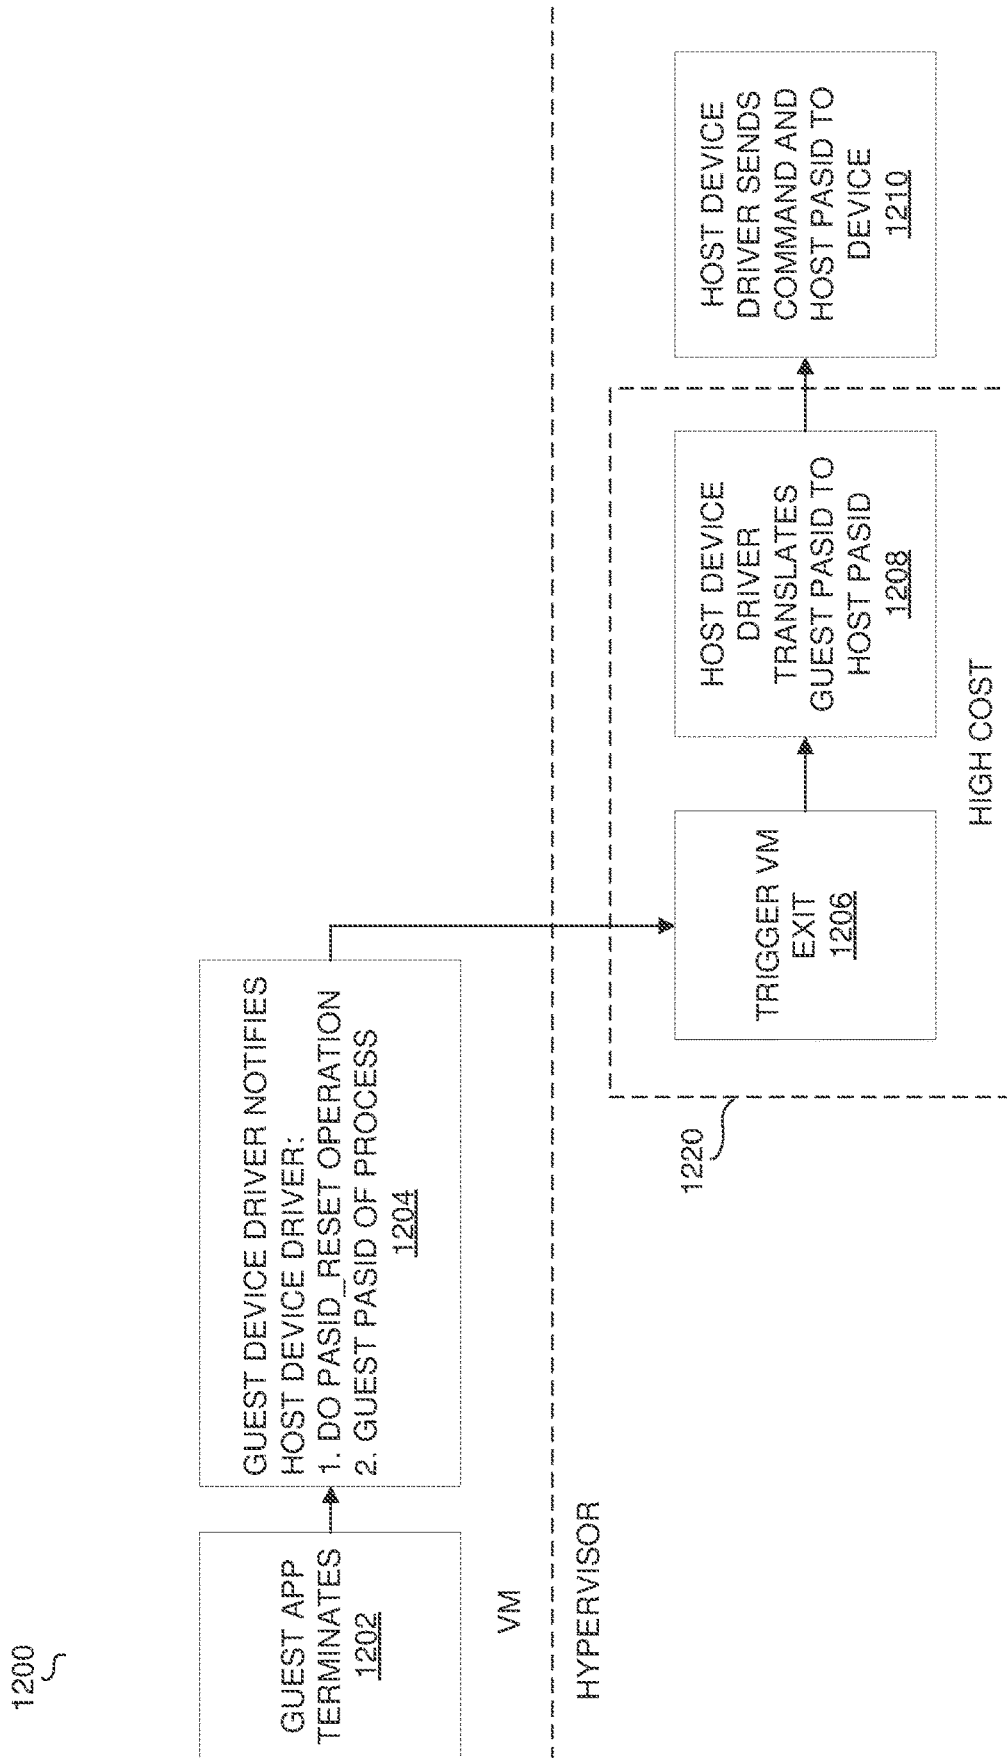 1200
GUEST APP
TERMINATES
1202
GUEST DEVICE DRIVER NOTIFIES
HOST DEVICE DRIVER:
1. DO PASID_RESET OPERATION
2. GUEST PASID OF PROCESS
1204
VM
HYPERVISOR
1220
TRIGGER VM
EXIT
1206
HOST DEVICE
DRIVER
TRANSLATES
GUEST PASID TO
HOST PASID
1208
HOST DEVICE
DRIVER SENDS
COMMAND AND
HOST PASID TO
DEVICE
1210
HIGH COST